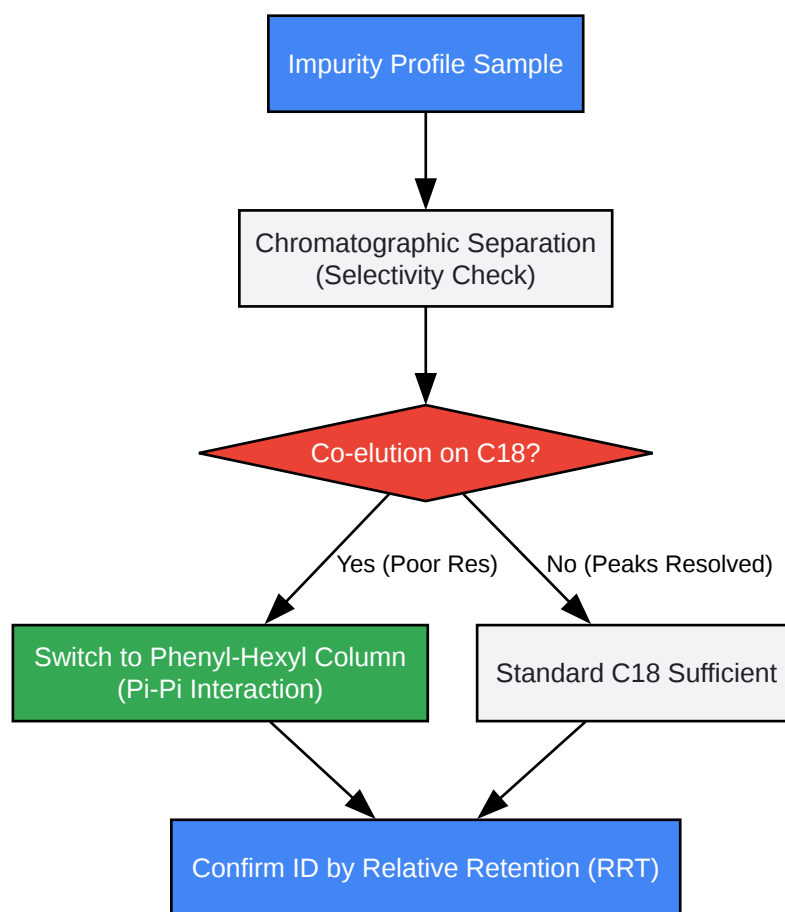 Impurity Profile Sample
Chromatographic Separation
(Selectivity Check)
Co-elution on C18?
Yes (Poor Res)
No (Peaks Resolved)
Switch to Phenyl-Hexyl Column
(Pi-Pi Interaction)
Standard C18 Sufficient
Confirm ID by Relative Retention (RRT)